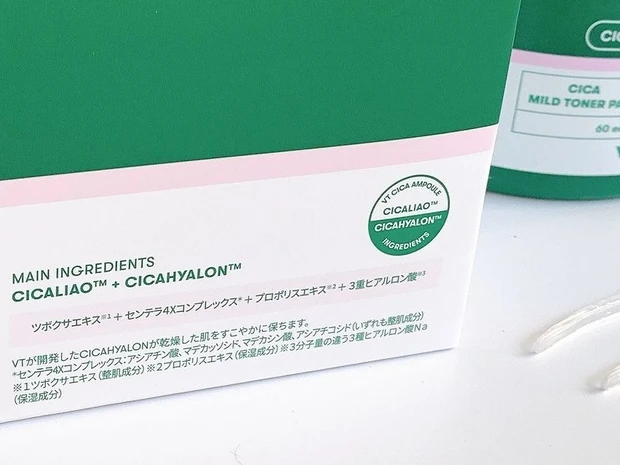 CIC
CICA
MILD TONER PA
60 ea
VT CICA AMPOULE
CICALIAO™
CICAHYALON™
INGREDIENTS
MAIN INGREDIENTS
CICALIAO™ + CICAHYALON™
ツボクサエキス※1 + センテラ4Xコンプレックス* + プロポリスエキス※2 + 3重ヒアルロン酸※3
VTが開発したCICAHYALONが乾燥した肌をすこやかに保ちます。
*センテラ4Xコンプレックス:アシアチン酸、マデカッソシド、マデカシン酸、アシアチコシド(いずれも整肌成分)
※1ツボクサエキス(整肌成分)※2プロポリスエキス(保湿成分)※3分子量の違う3種ヒアルロン酸Na
(保湿成分)